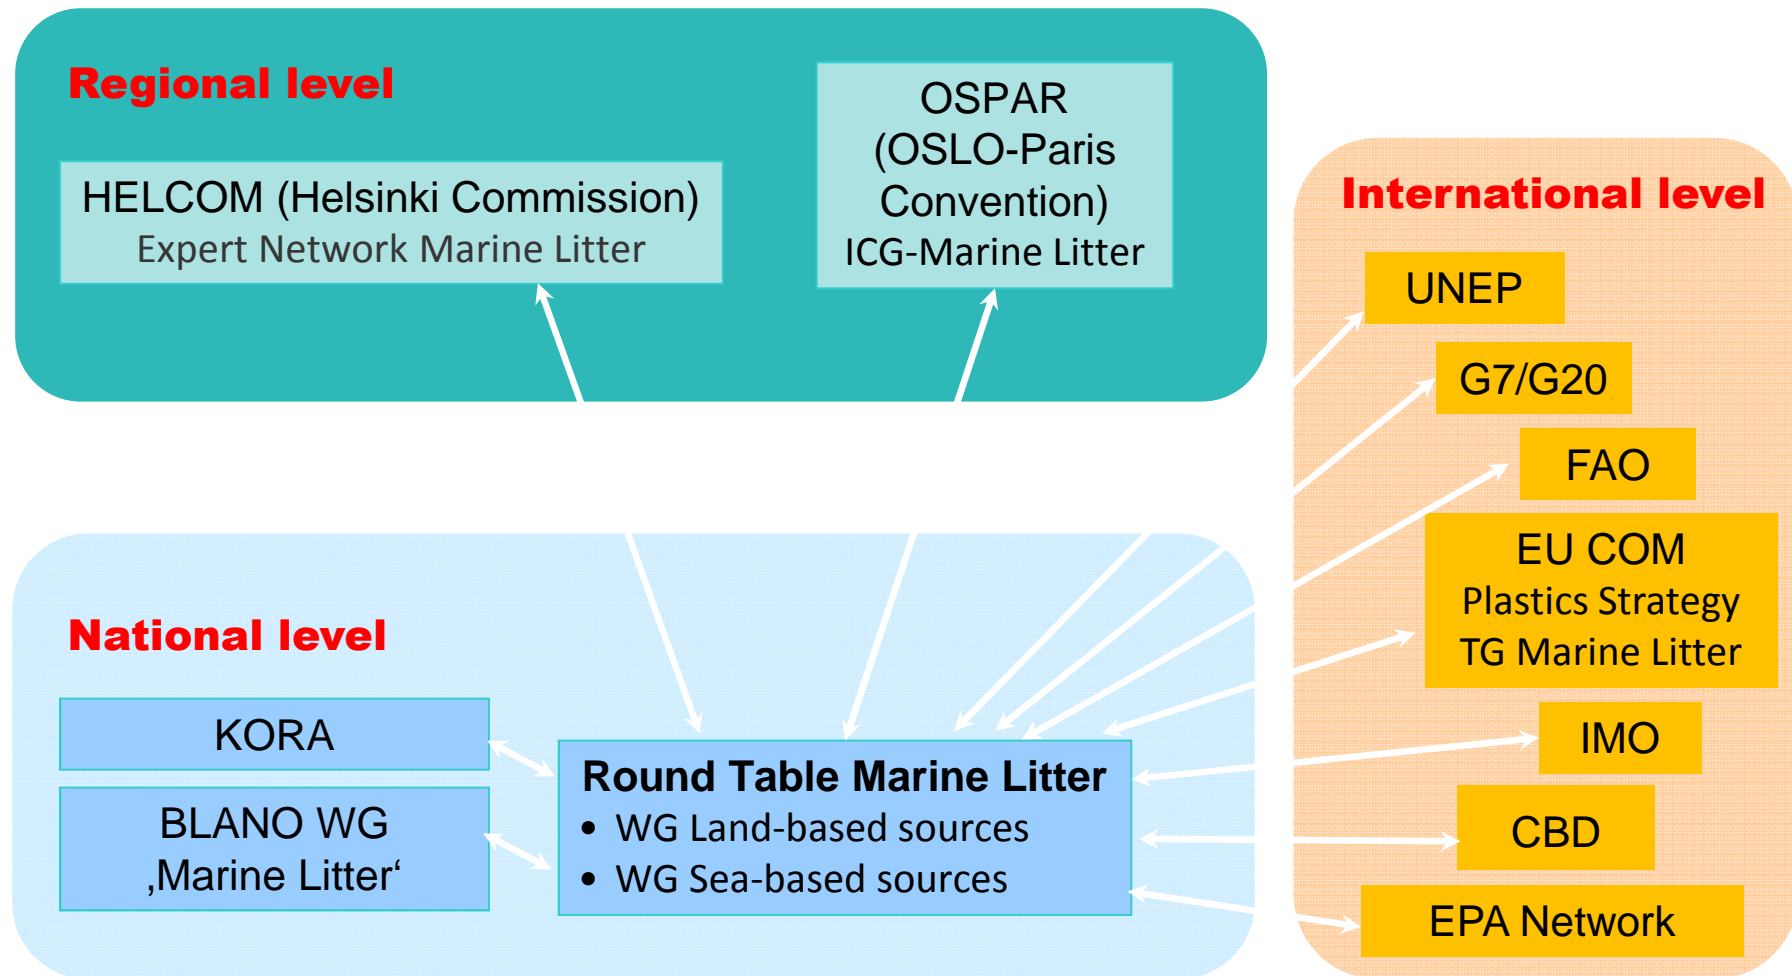 Regional level
HELCOM (Helsinki Commission)
Expert Network Marine Litter
OSPAR
(OSLO-Paris
Convention)
ICG-Marine Litter
International level
UNEP
G7/G20
FAO
EU COM
Plastics Strategy
TG Marine Litter
IMO
CBD
EPA Network
National level
KORA
BLANO WG
‚Marine Litter‘
Round Table Marine Litter
• WG Land-based sources
• WG Sea-based sources